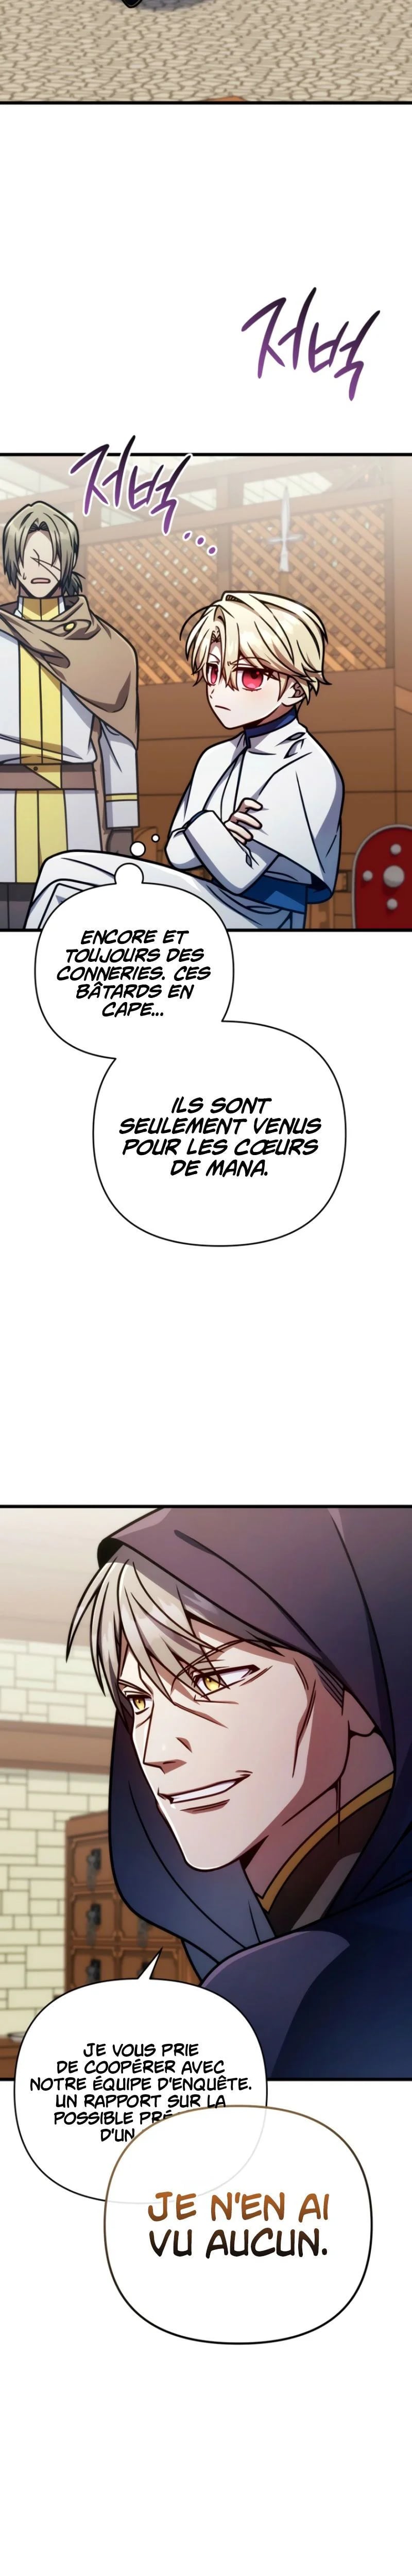 저벅
저벅...
ENCORE ET
TOUJOURS DES
CONNERIES. CES
BÂTARDS EN
CAPE...
ILS SONT
SEULEMENT VENUS
POUR LES CŒURS
DE MANA.
JE VOUS PRIE
DE COOPÉRER AVEC
NOTRE ÉQUIPE D'ENQUÊTE.
UN RAPPORT SUR LA
POSSIBLE PRÉ
D'UN
JE N'EN AI
VU AUCUN.